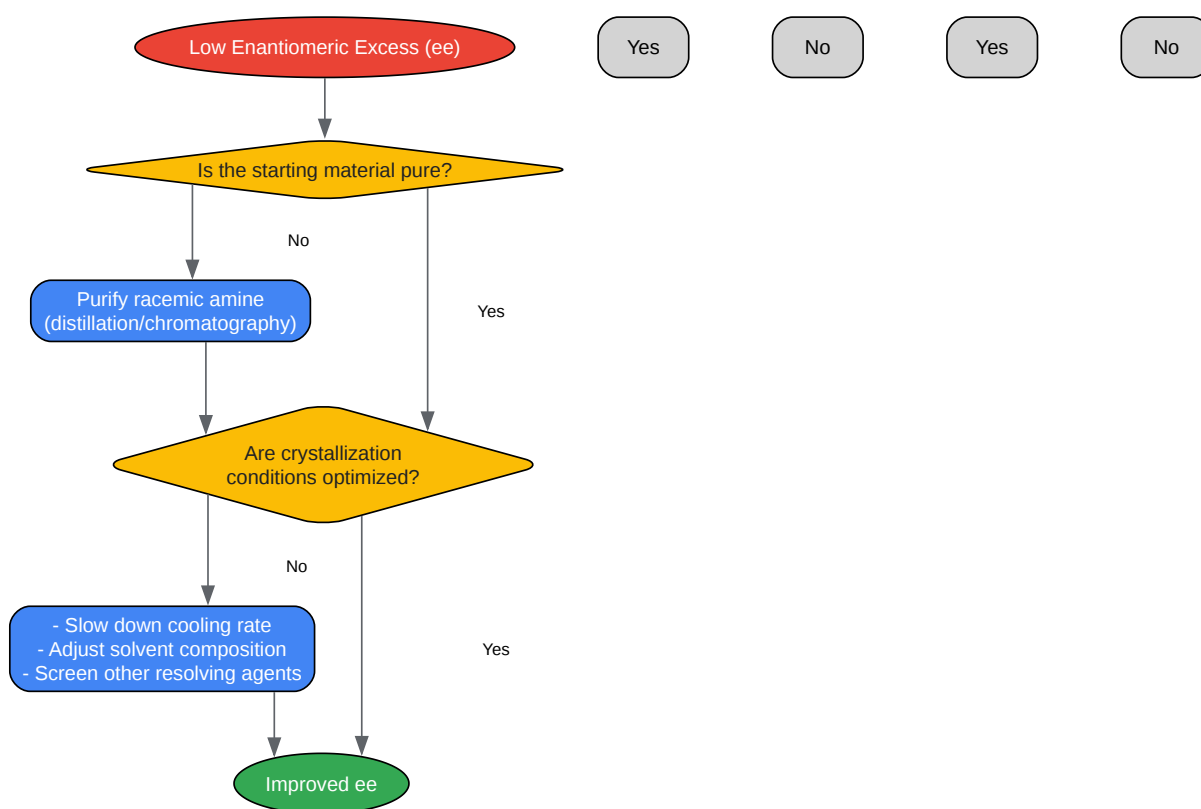 Low Enantiomeric Excess (ee)
Yes
No
Yes
No
Is the starting material pure?
No
Purify racemic amine
(distillation/chromatography)
Yes
Are crystallization
conditions optimized?
No
- Slow down cooling rate
- Adjust solvent composition
- Screen other resolving agents
Yes
Improved ee